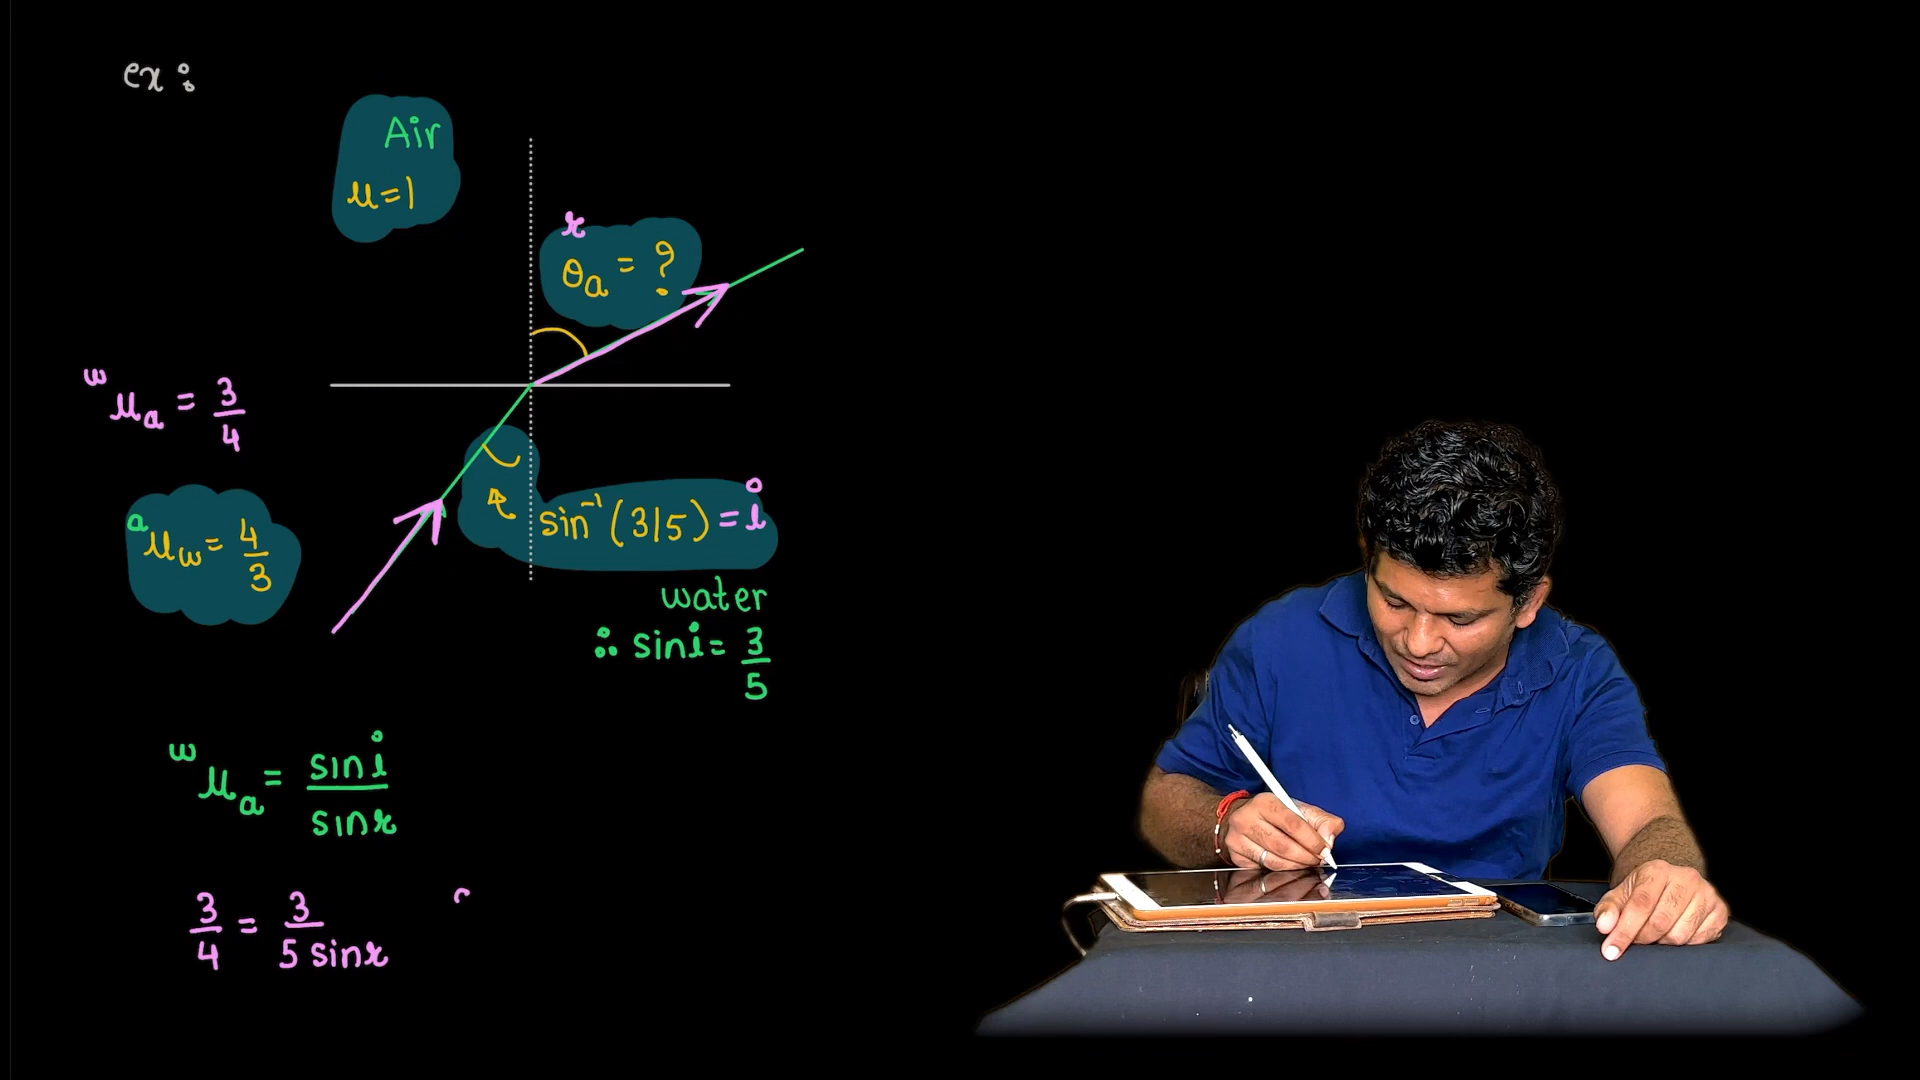 ex :
Air
μ = 1
r
θa = ?
wμa = 3/4
aμw = 4/3
r
sin⁻¹ (3/5) = i
water
∴ sin i = 3/5
wμa = sin i / sin r
3/4 = 3 / 5 sin r